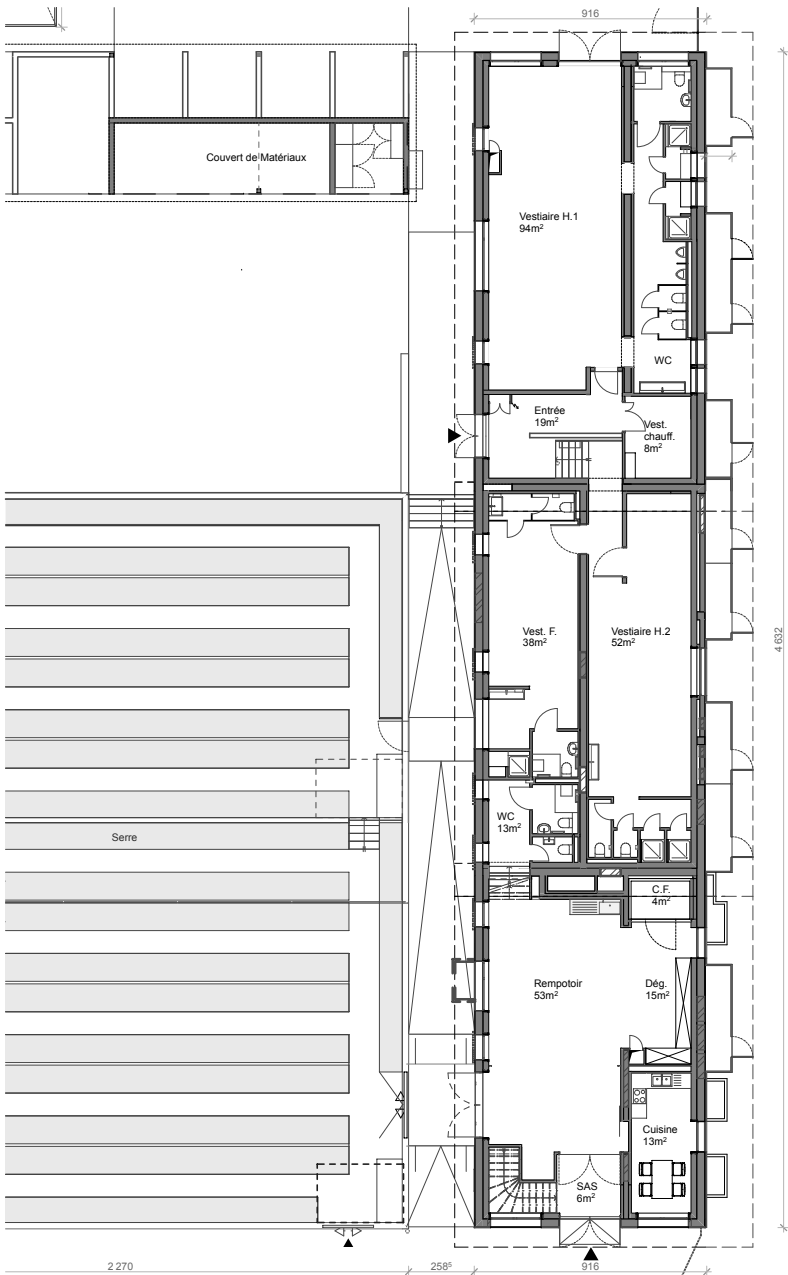 916
Couvert de Matériaux
Vestiaire H.1
94m²
WC
Entrée
19m²
Vest.
chauff.
8m²
Vest. F.
38m²
Vestiaire H.2
52m²
4 632
Serre
WC
13m²
C.F.
4m²
Rempotoir
53m²
Dég.
15m²
Cuisine
13m²
SAS
6m²
2 270
258⁵
916